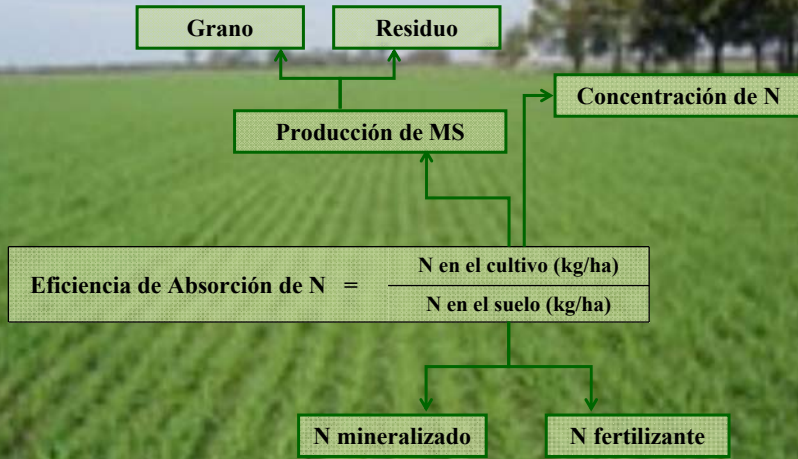 Grano
Residuo
Concentración de N
Producción de MS
Eficiencia de Absorción de N = N en el cultivo (kg/ha)
N en el suelo (kg/ha)
N mineralizado
N fertilizante